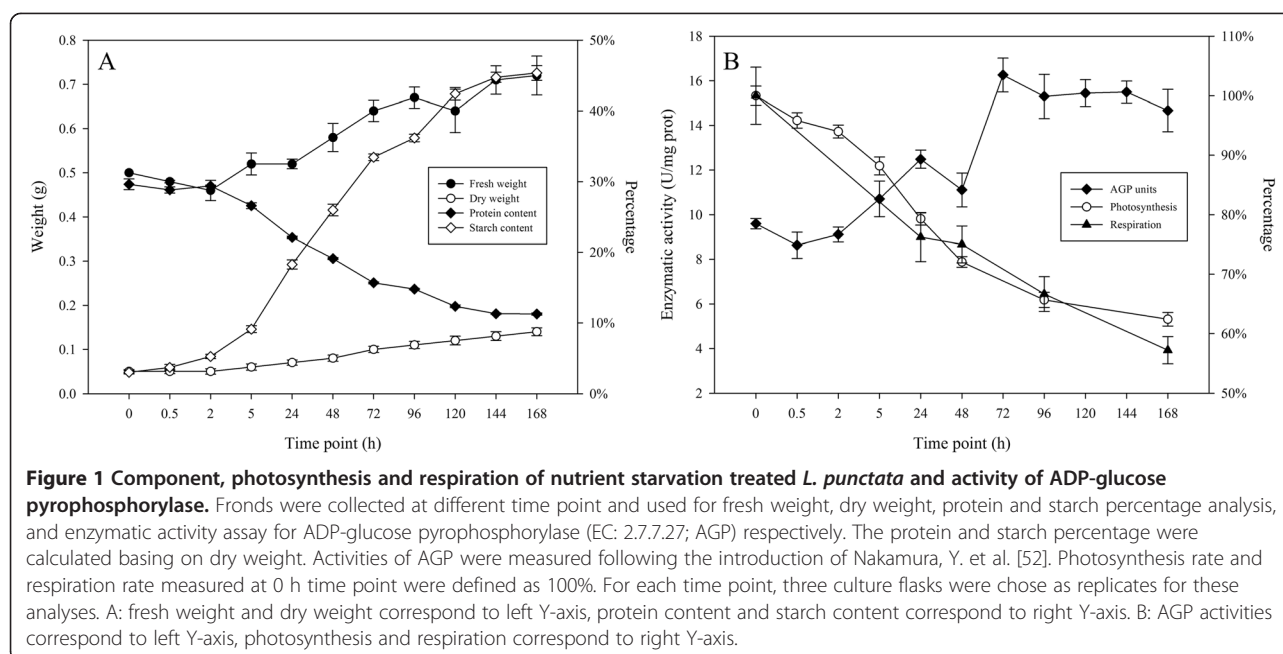 A
0.8
0.7
0.6
0.5
0.4
0.3
0.2
0.1
0.0
Weight (g)
50%
40%
30%
20%
10%
0%
Percentage
Fresh weight
Dry weight
Protein content
Starch content
0 0.5 2 5 24 48 72 96 120 144 168
Time point (h)
B
18
16
14
12
10
8
6
4
2
Enzymatic activity (U/mg prot)
110%
100%
90%
80%
70%
60%
50%
Percentage
AGP units
Photosynthesis
Respiration
0 0.5 2 5 24 48 72 96 120 144 168
Time point (h)
Figure 1 Component, photosynthesis and respiration of nutrient starvation treated L. punctata and activity of ADP-glucose
pyrophosphorylase. Fronds were collected at different time point and used for fresh weight, dry weight, protein and starch percentage analysis,
and enzymatic activity assay for ADP-glucose pyrophosphorylase (EC: 2.7.7.27; AGP) respectively. The protein and starch percentage were
calculated basing on dry weight. Activities of AGP were measured following the introduction of Nakamura, Y. et al. [52]. Photosynthesis rate and
respiration rate measured at 0 h time point were defined as 100%. For each time point, three culture flasks were chose as replicates for these
analyses. A: fresh weight and dry weight correspond to left Y-axis, protein content and starch content correspond to right Y-axis. B: AGP activities
correspond to left Y-axis, photosynthesis and respiration correspond to right Y-axis.